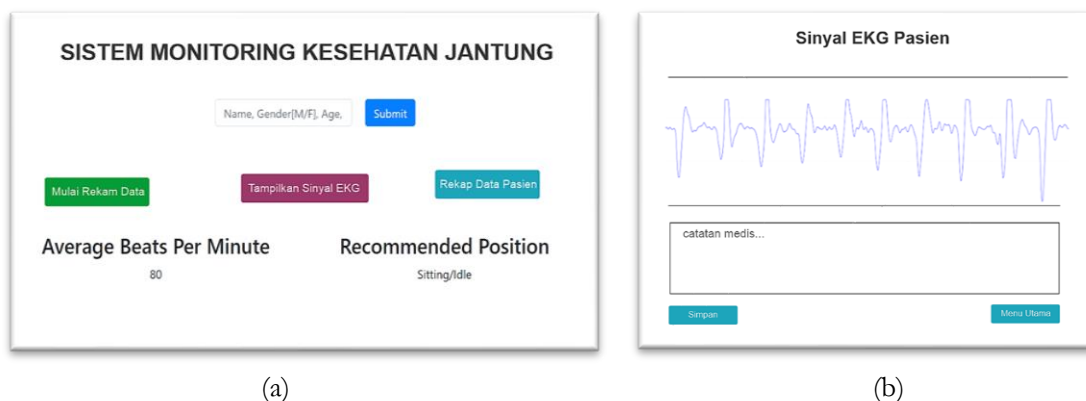 SISTEM MONITORING KESEHATAN JANTUNG
Name, Gender[M/F], Age,
Submit
Mulai Rekam Data
Tampilkan Sinyal EKG
Rekap Data Pasien
Average Beats Per Minute
80
Recommended Position
Sitting/Idle
(a)
Sinyal EKG Pasien
catatan medis...
Simpan
Menu Utama
(b)